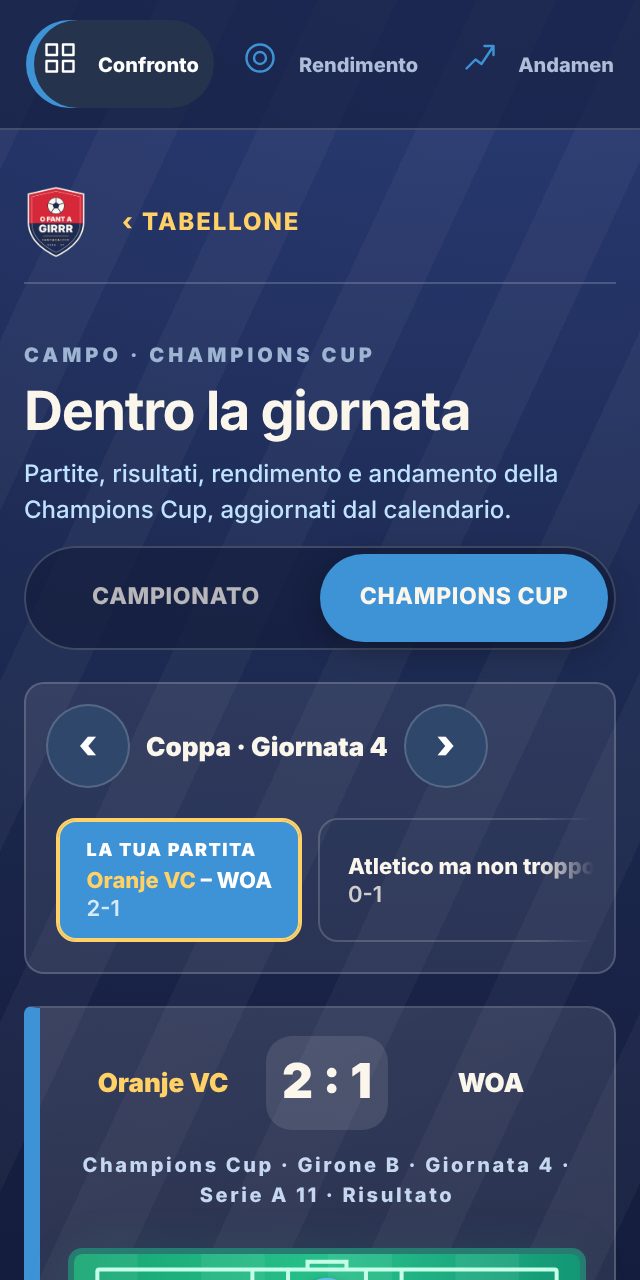 Confronto
Rendimento
Andamen
O FANT A
GIRRR
‹ TABELLONE
CAMPO · CHAMPIONS CUP
Dentro la giornata
Partite, risultati, rendimento e andamento della
Champions Cup, aggiornati dal calendario.
CAMPIONATO
CHAMPIONS CUP
‹
Coppa · Giornata 4
›
LA TUA PARTITA
Oranje VC – WOA
2-1
Atletico ma non troppo
0-1
Oranje VC
2 : 1
WOA
Champions Cup · Girone B · Giornata 4 ·
Serie A 11 · Risultato